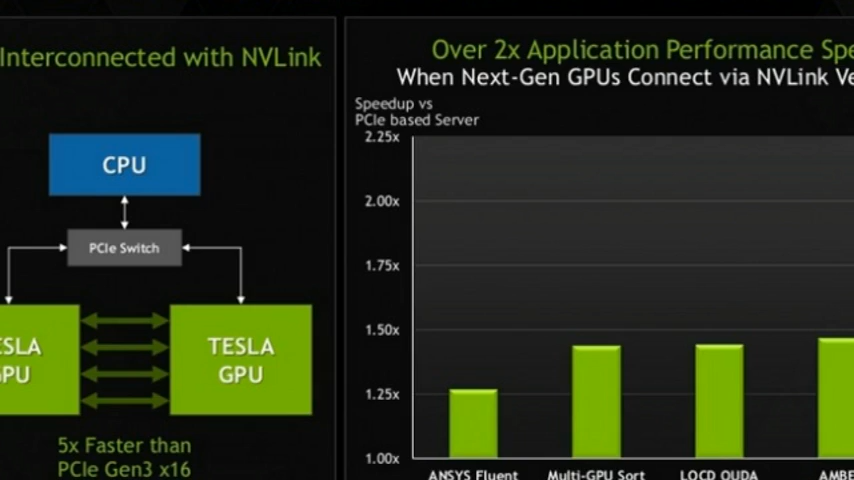 Interconnected with NVLink
CPU
PCIe Switch
TESLA
GPU
5x Faster than
PCIe Gen3 x16
Over 2x Application Performance
When Next-Gen GPUs Connect via NVLink
Speedup vs
PCIe based Server
2.25x
2.00x
1.75x
1.50x
1.25x
1.00x
ANSYS Fluent
Multi-GPU Sort
LQCD QUDA